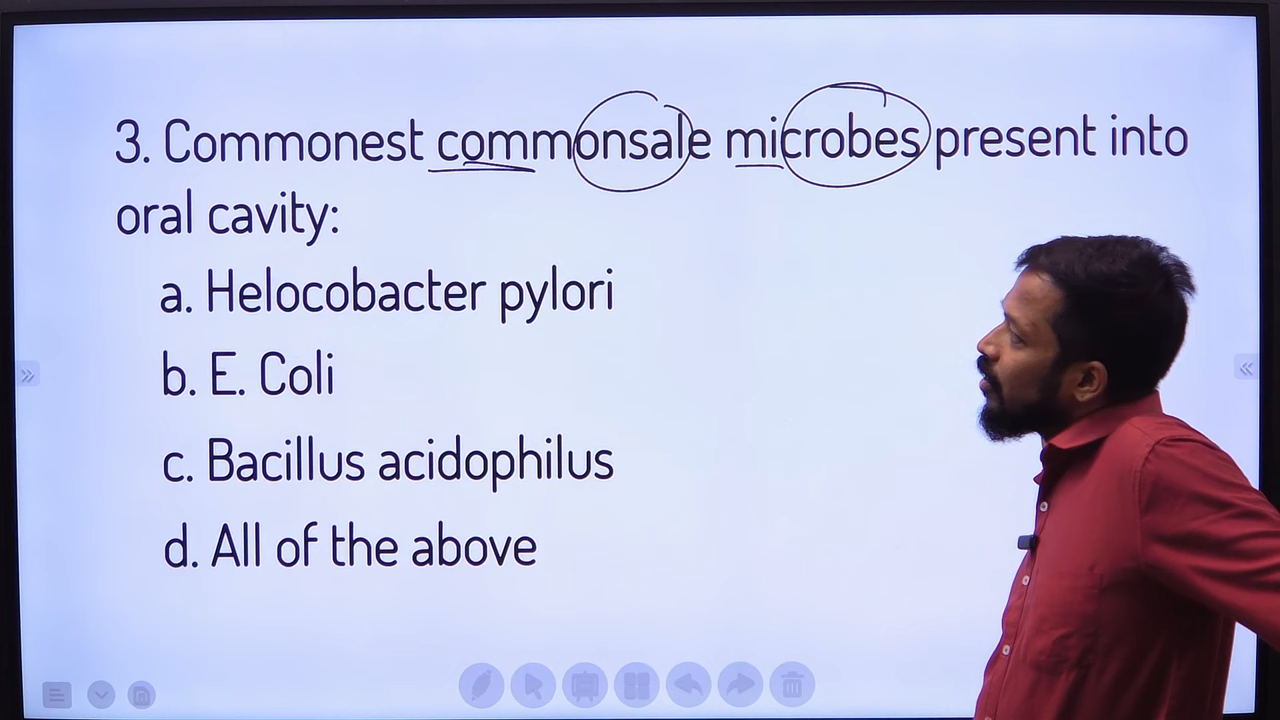 3. Commonest commonsale microbes present into
oral cavity:
a. Helocobacter pylori
b. E. Coli
c. Bacillus acidophilus
d. All of the above